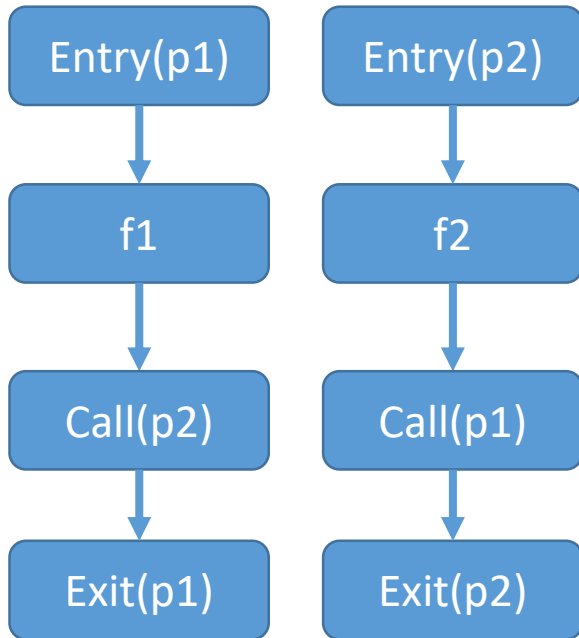 Entry(p1)
Entry(p2)
f1
f2
Call(p2)
Call(p1)
Exit(p1)
Exit(p2)